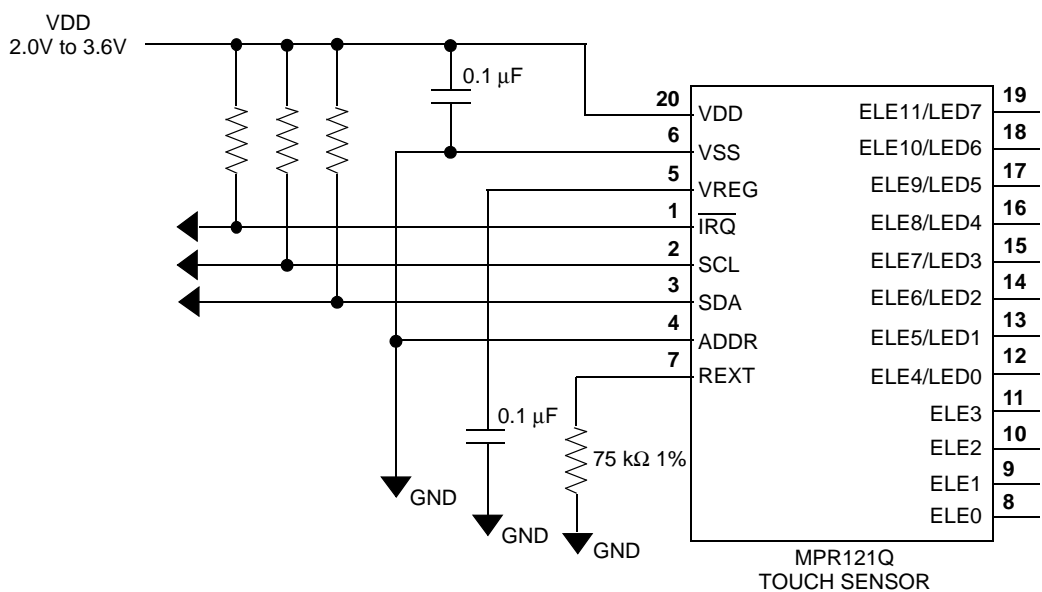 VDD
2.0V to 3.6V
0.1 μF
20
VDD
6
VSS
5
VREG
1
IRQ
2
SCL
3
SDA
4
ADDR
7
REXT
ELE11/LED7
19
ELE10/LED6
18
ELE9/LED5
17
ELE8/LED4
16
ELE7/LED3
15
ELE6/LED2
14
ELE5/LED1
13
ELE4/LED0
12
ELE3
11
ELE2
10
ELE1
9
ELE0
8
0.1 μF
75 kΩ 1%
GND
GND
GND
MPR121Q
TOUCH SENSOR